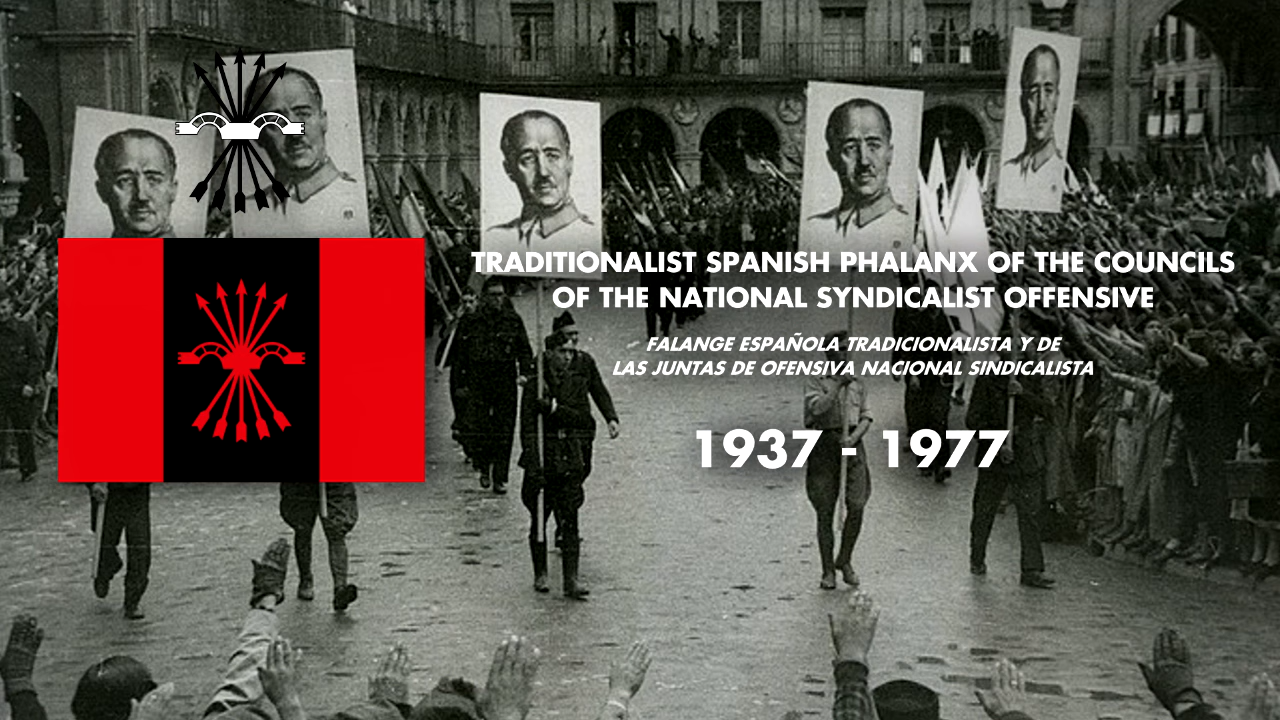 TRADITIONALIST SPANISH PHALANX OF THE COUNCILS
OF THE NATIONAL SYNDICALIST OFFENSIVE
FALANGE ESPAÑOLA TRADICIONALISTA Y DE
LAS JUNTAS DE OFENSIVA NACIONAL SINDICALISTA
1937 - 1977